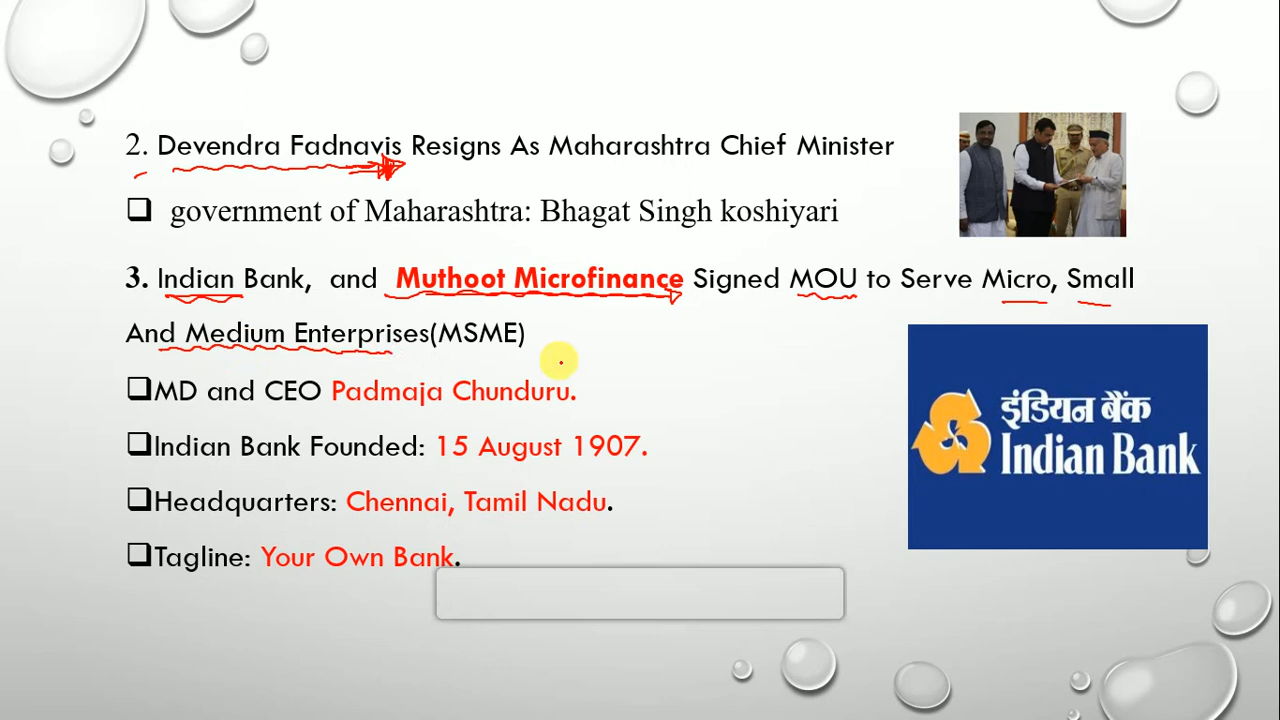 2. Devendra Fadnavis Resigns As Maharashtra Chief Minister
❑ government of Maharashtra: Bhagat Singh koshiyari
3. Indian Bank, and Muthoot Microfinance Signed MOU to Serve Micro, Small
And Medium Enterprises(MSME)
❑MD and CEO Padmaja Chunduru.
❑Indian Bank Founded: 15 August 1907.
❑Headquarters: Chennai, Tamil Nadu.
❑Tagline: Your Own Bank.
इंडियन बैंक
Indian Bank